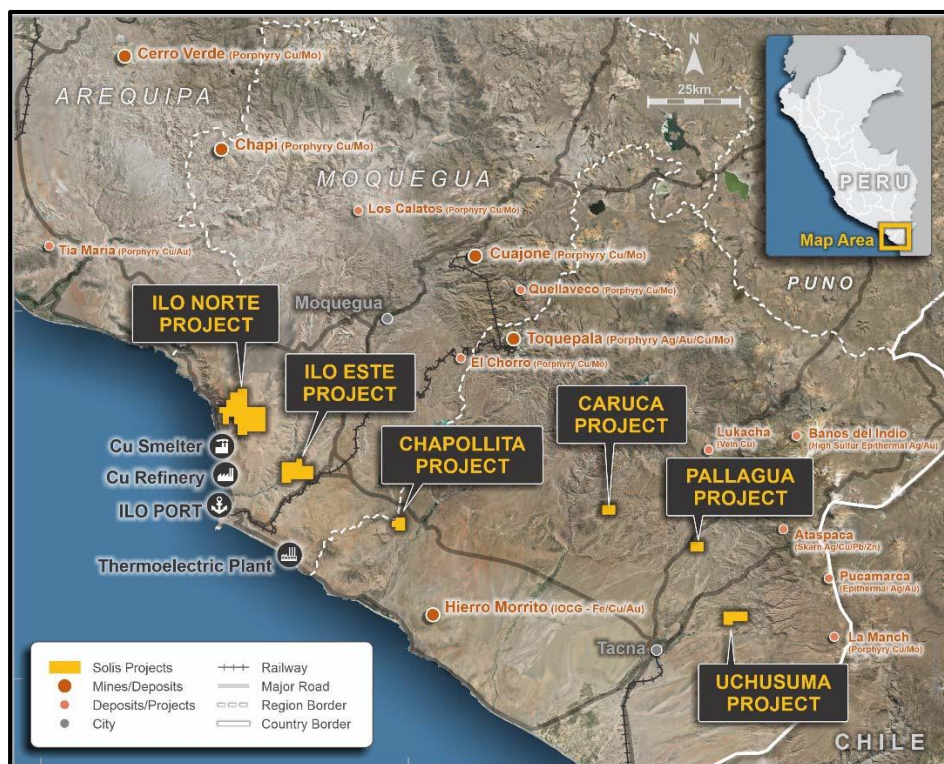 Cerro Verde (Porphyry Cu/Mo)
AREQUIPA
Chapi (Porphyry Cu/Mo)
MOQUEGUA
Los Calatos (Porphyry Cu/Mo)
Tia Maria (Porphyry Cu/Au)
Cuajone (Porphyry Cu/Mo)
Quellaveco (Porphyry Cu/Mo)
Moquegua
Toquepala (Porphyry Ag/Au/Cu/Mo)
El Chorro (Porphyry Cu/Mo)
N
25km
PERU
Map Area
PUNO
ILO NORTE
PROJECT
ILO ESTE
PROJECT
CHAPOLLITA
PROJECT
CARUCA
PROJECT
Lukacha
(Vein Cu)
Banos del Indio
(High Sulfur Epithermal Ag/Au)
PALLAGUA
PROJECT
Cu Smelter
Cu Refinery
ILO PORT
Thermoelectric Plant
Ataspaca
(Skarn Ag/Cu/Pb/Zn)
Pucamarca
(Epithermal Ag/Au)
Hierro Morrito (IOCG - Fe/Cu/Au)
Tacna
La Manch
(Porphyry Cu/Mo)
UCHUSUMA
PROJECT
CHILE
Solis Projects
Mines/Deposits
Deposits/Projects
City
Railway
Major Road
Region Border
Country Border